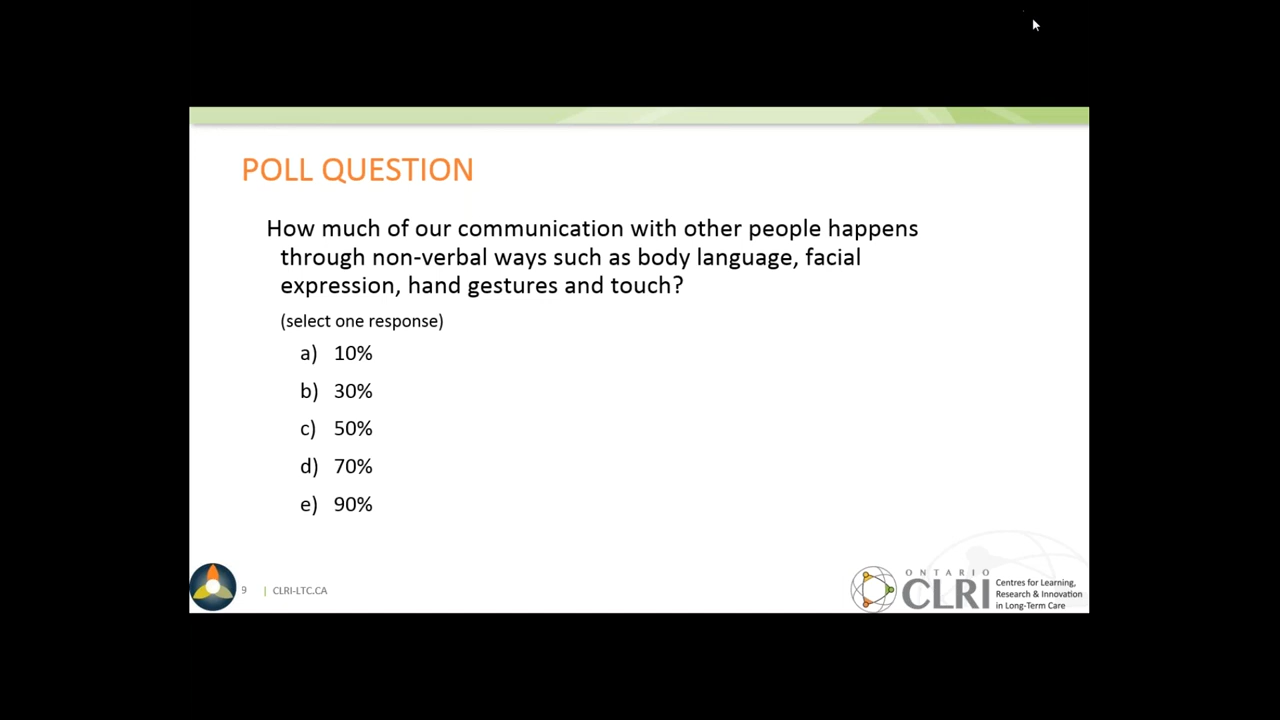 POLL QUESTION
How much of our communication with other people happens
through non-verbal ways such as body language, facial
expression, hand gestures and touch?
(select one response)
a) 10%
b) 30%
c) 50%
d) 70%
e) 90%
9 | CLRI-LTC.CA
ONTARIO
CLRI
Centres for Learning,
Research & Innovation
in Long-Term Care